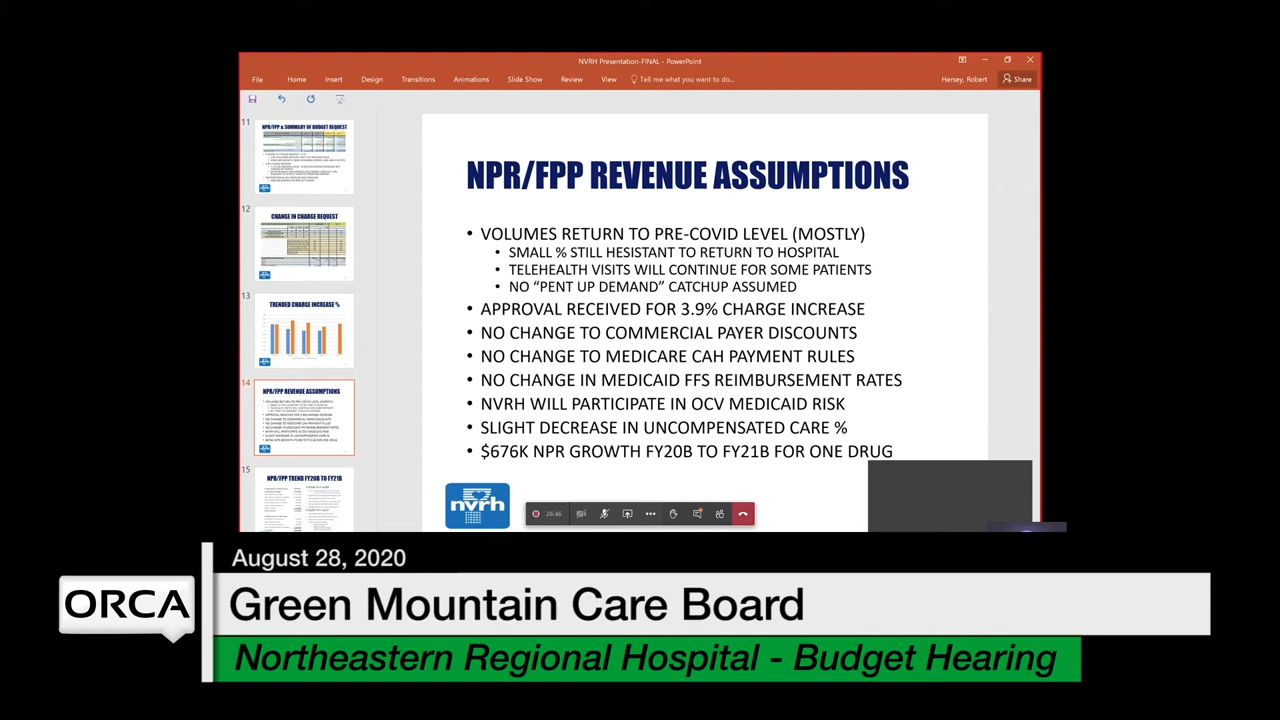 NVRH Presentation-FINAL - PowerPoint
File Home Insert Design Transitions Animations Slide Show Review View Tell me what you want to do... Hersey, Robert Share
11
NPR/FPP & SUMMARY OF BUDGET REQUEST
12
CHANGE IN CHARGE REQUEST
13
TRENDED CHARGE INCREASE %
14
NPR/FPP REVENUE ASSUMPTIONS
15
NPR/FPP TREND FY20B TO FY21B
NPR/FPP REVENUE ASSUMPTIONS
• VOLUMES RETURN TO PRE-COVID LEVEL (MOSTLY)
• SMALL % STILL HESISTANT TO RETURN TO HOSPITAL
• TELEHEALTH VISITS WILL CONTINUE FOR SOME PATIENTS
• NO “PENT UP DEMAND” CATCHUP ASSUMED
• APPROVAL RECEIVED FOR 3.9% CHARGE INCREASE
• NO CHANGE TO COMMERCIAL PAYER DISCOUNTS
• NO CHANGE TO MEDICARE CAH PAYMENT RULES
• NO CHANGE IN MEDICAID FFS REIMBURSEMENT RATES
• NVRH WILL PARTICIPATE IN 2021 MEDICAID RISK
• SLIGHT DECREASE IN UNCOMPENSATED CARE %
• $676K NPR GROWTH FY20B TO FY21B FOR ONE DRUG
nvrh
26:46
August 28, 2020
ORCA
Green Mountain Care Board
Northeastern Regional Hospital - Budget Hearing